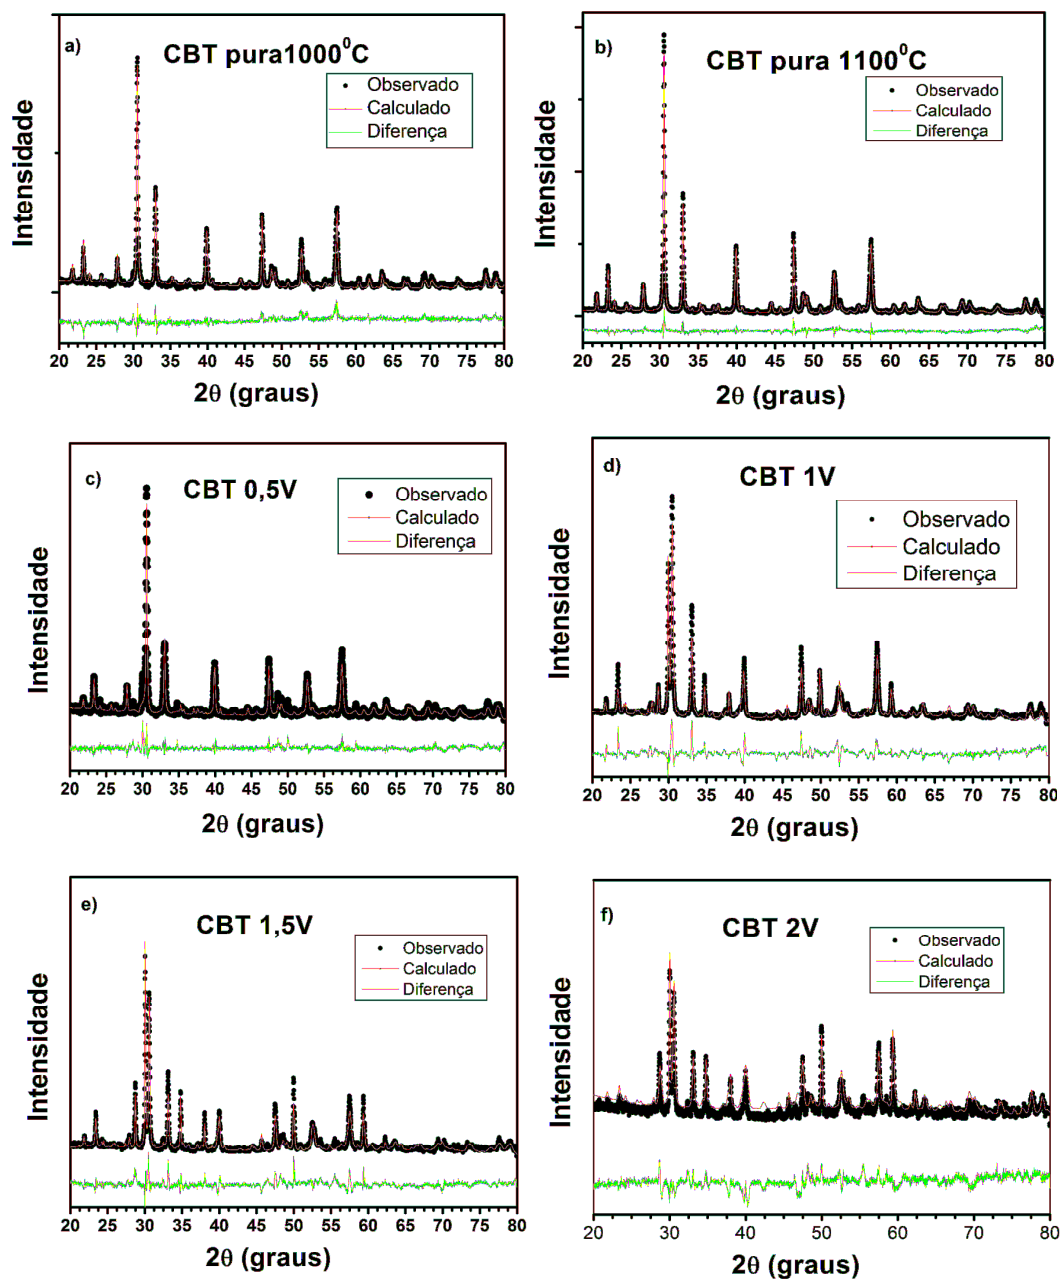 a)
CBT pura1000⁰C
Observado
Calculado
Diferença
Intensidade
20 25 30 35 40 45 50 55 60 65 70 75 80
2θ (graus)
b)
CBT pura 1100⁰C
Observado
Calculado
Diferença
Intensidade
20 25 30 35 40 45 50 55 60 65 70 75 80
2θ (graus)
c)
CBT 0,5V
Observado
Calculado
Diferença
Intensidade
20 25 30 35 40 45 50 55 60 65 70 75 80
2θ (graus)
d)
CBT 1V
Observado
Calculado
Diferença
Intensidade
20 25 30 35 40 45 50 55 60 65 70 75 80
2θ (graus)
e)
CBT 1,5V
Observado
Calculado
Diferença
Intensidade
20 25 30 35 40 45 50 55 60 65 70 75 80
2θ (graus)
f)
CBT 2V
Observado
Calculado
Diferença
Intensidade
20 30 40 50 60 70 80
2θ (graus)